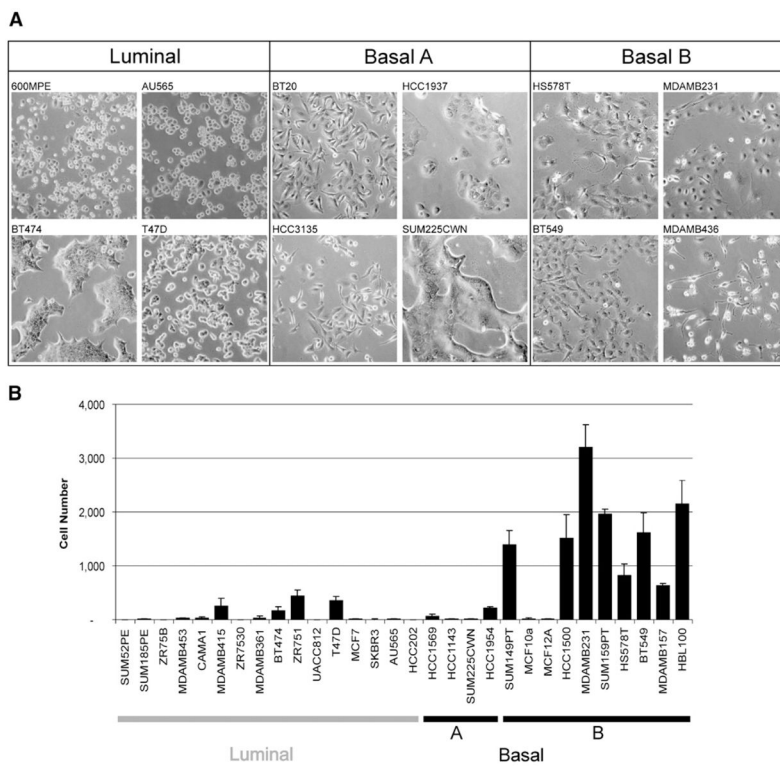 A
Luminal Basal A Basal B
600MPE AU565 BT20 HCC1937 HS578T MDAMB231
BT474 T47D HCC3135 SUM225CWN BT549 MDAMB436
B
4,000
3,000
2,000
1,000
-
Cell Number
SUM52PE
SUM185PE
ZR75B
MDAMB453
CAMA1
MDAMB415
ZR7530
MDAMB361
BT474
ZR751
UACC812
T47D
MCF7
SKBR3
AU565
HCC202
HCC1569
HCC1143
SUM225CWN
HCC1954
SUM149PT
MCF10a
MCF12A
HCC1500
MDAMB231
SUM159PT
HS578T
BT549
MDAMB157
HBL100
A B
Luminal Basal